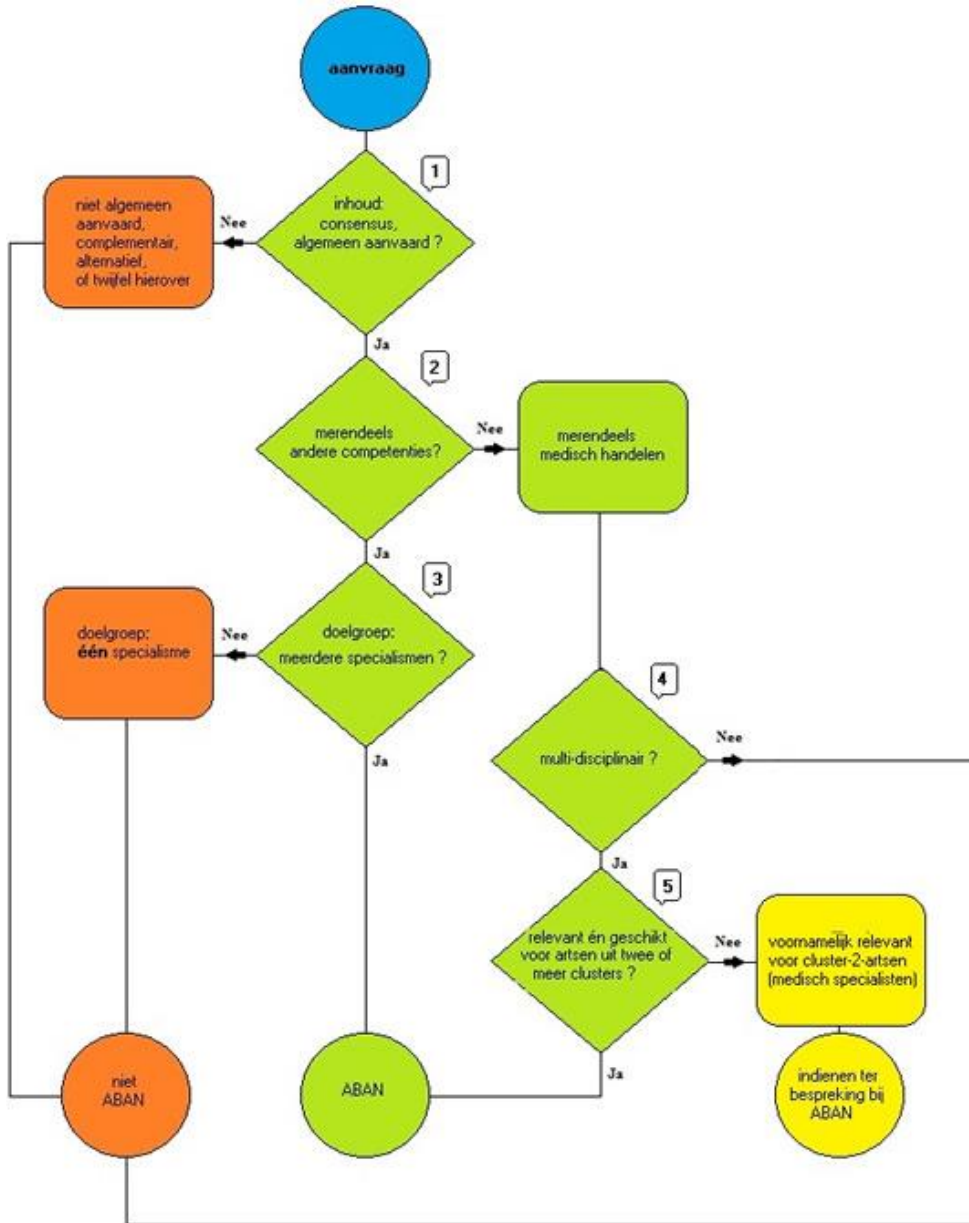 aanvraag
1
inhoud:
consensus,
algemeen aanvaard ?
Nee
niet algemeen
aanvaard,
complementair,
alternatief,
of twijfel hierover
Ja
2
merendeels
andere competenties?
Nee
merendeels
medisch handelen
Ja
3
doelgroep:
meerdere specialismen ?
Nee
doelgroep:
één specialisme
Ja
4
multi-disciplinair ?
Nee
Ja
5
relevant én geschikt
voor artsen uit twee of
meer clusters ?
Nee
voornamelijk relevant
voor cluster-2-artsen
(medisch specialisten)
Ja
niet
ABAN
ABAN
indienen ter
bespreking bij
ABAN